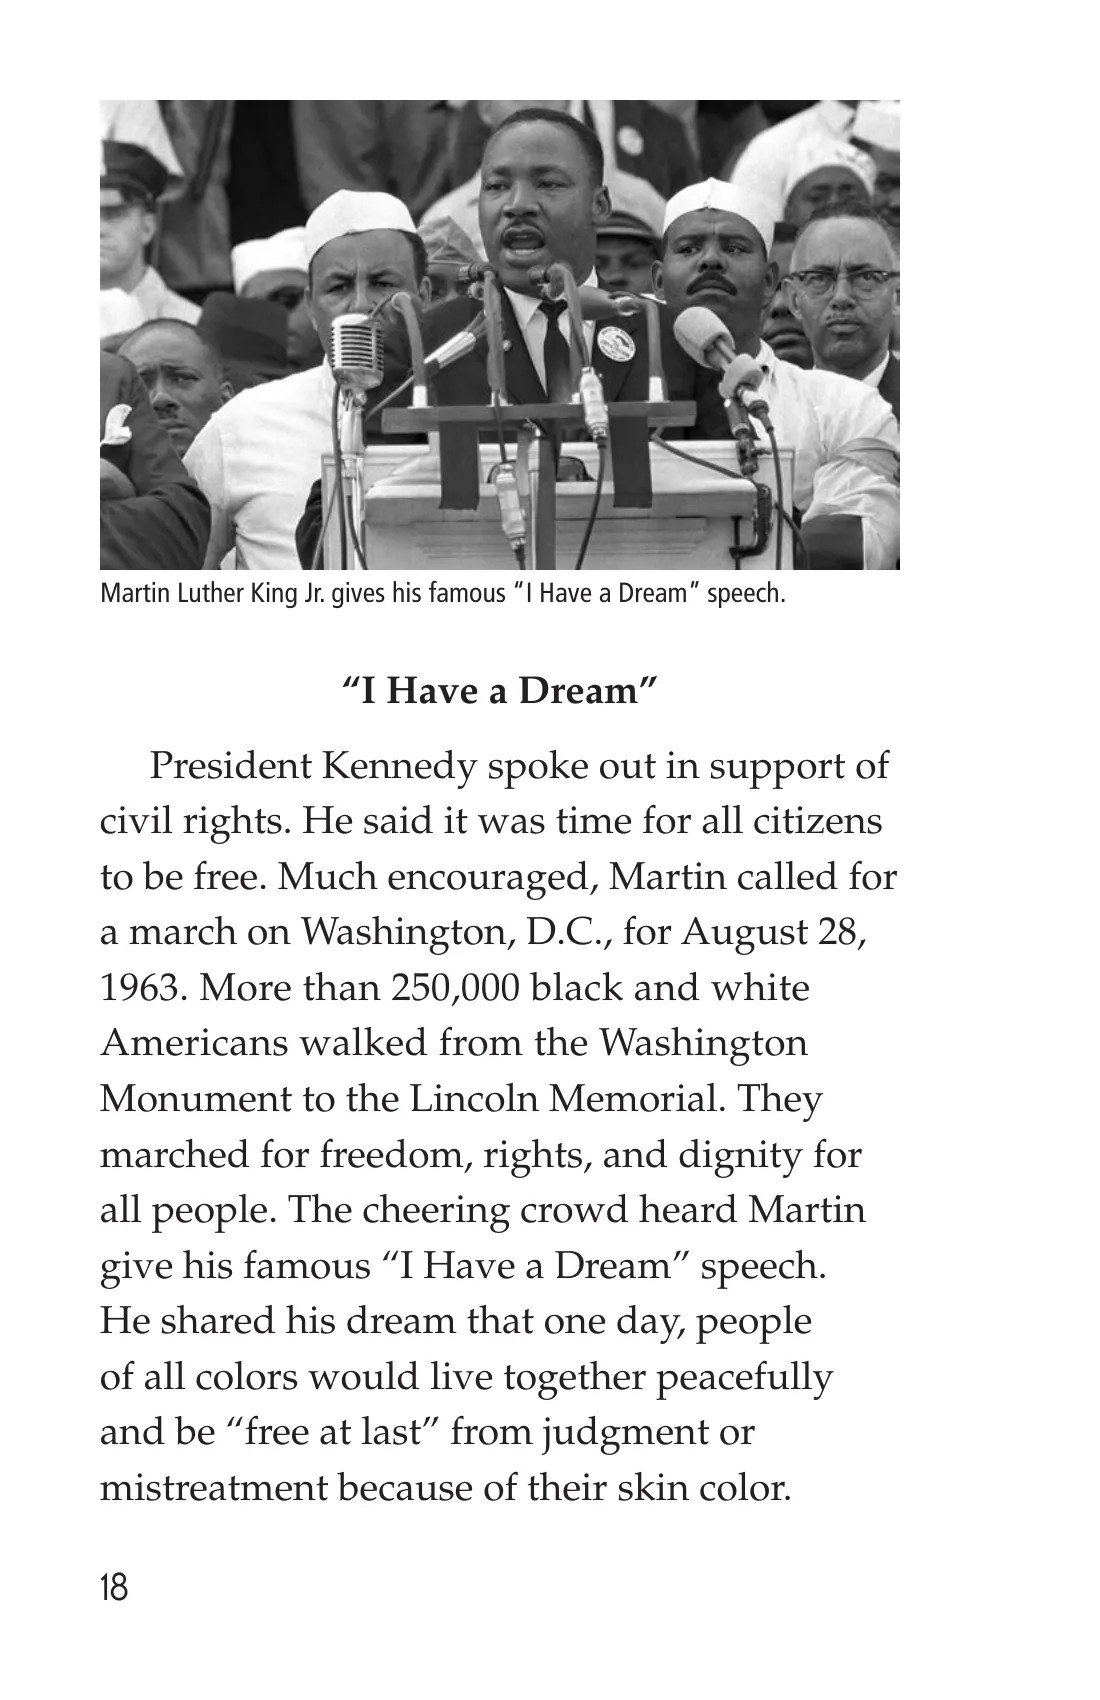 Martin Luther King Jr. gives his famous “I Have a Dream” speech.
“I Have a Dream”
President Kennedy spoke out in support of
civil rights. He said it was time for all citizens
to be free. Much encouraged, Martin called for
a march on Washington, D.C., for August 28,
1963. More than 250,000 black and white
Americans walked from the Washington
Monument to the Lincoln Memorial. They
marched for freedom, rights, and dignity for
all people. The cheering crowd heard Martin
give his famous “I Have a Dream” speech.
He shared his dream that one day, people
of all colors would live together peacefully
and be “free at last” from judgment or
mistreatment because of their skin color.
18